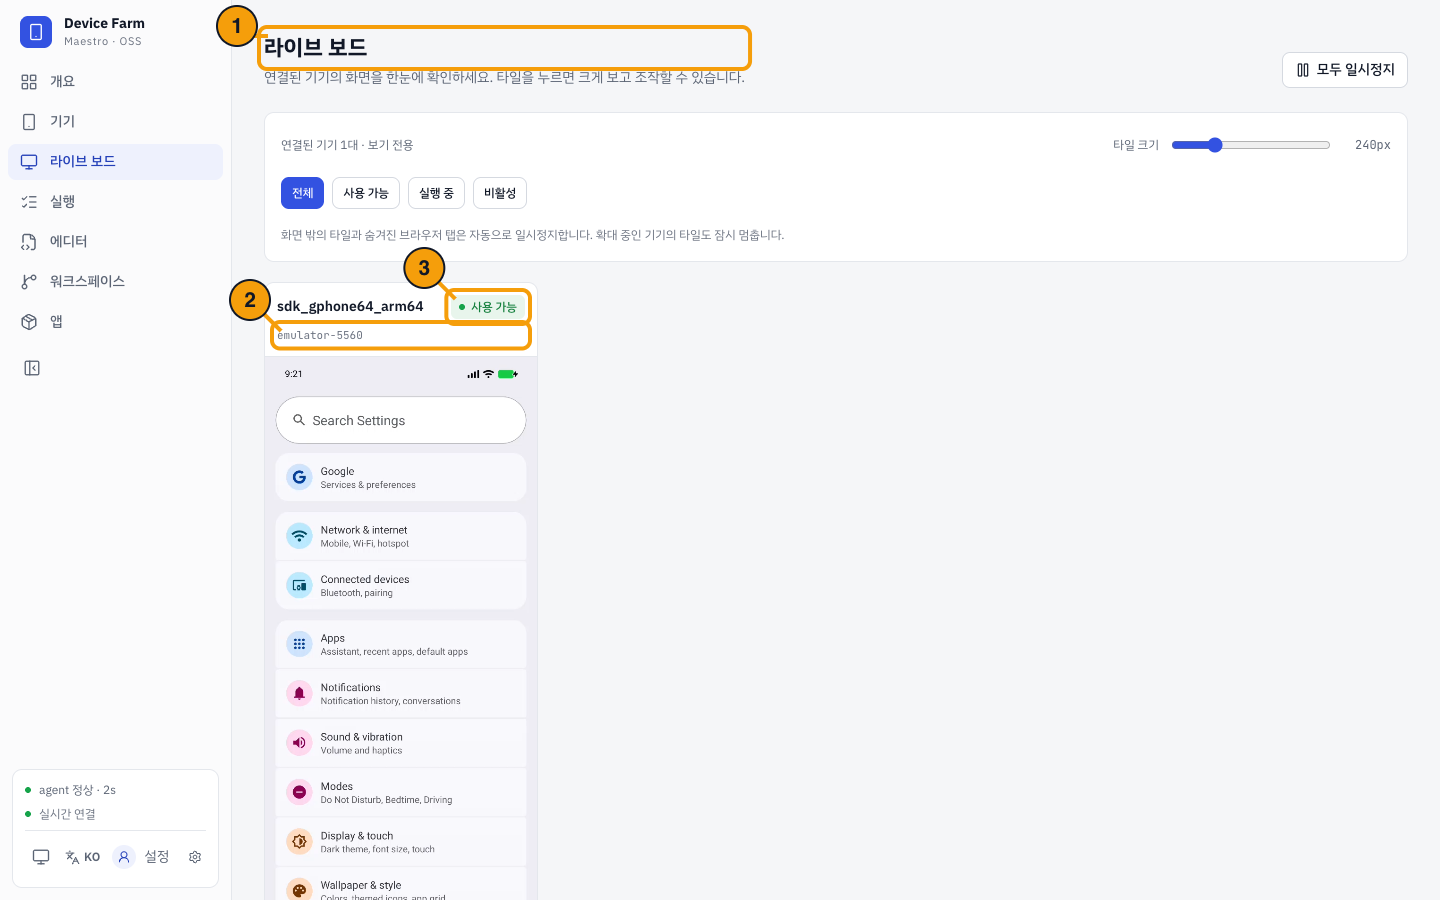 Device Farm
Maestro · OSS
개요
기기
라이브 보드
실행
에디터
워크스페이스
앱
agent 정상 · 2s
실시간 연결
KO
설정
1
라이브 보드
연결된 기기의 화면을 한눈에 확인하세요. 타일을 누르면 크게 보고 조작할 수 있습니다.
모두 일시정지
연결된 기기 1대 · 보기 전용
타일 크기
240px
전체
사용 가능
실행 중
비활성
화면 밖의 타일과 숨겨진 브라우저 탭은 자동으로 일시정지합니다. 확대 중인 기기의 타일도 잠시 멈춥니다.
3
2
sdk_gphone64_arm64
사용 가능
emulator-5560
9:21
Search Settings
Google
Services & preferences
Network & internet
Mobile, Wi-Fi, hotspot
Connected devices
Bluetooth, pairing
Apps
Assistant, recent apps, default apps
Notifications
Notification history, conversations
Sound & vibration
Volume and haptics
Modes
Do Not Disturb, Bedtime, Driving
Display & touch
Dark theme, font size, touch
Wallpaper & style
Colors, themed icons, app grid